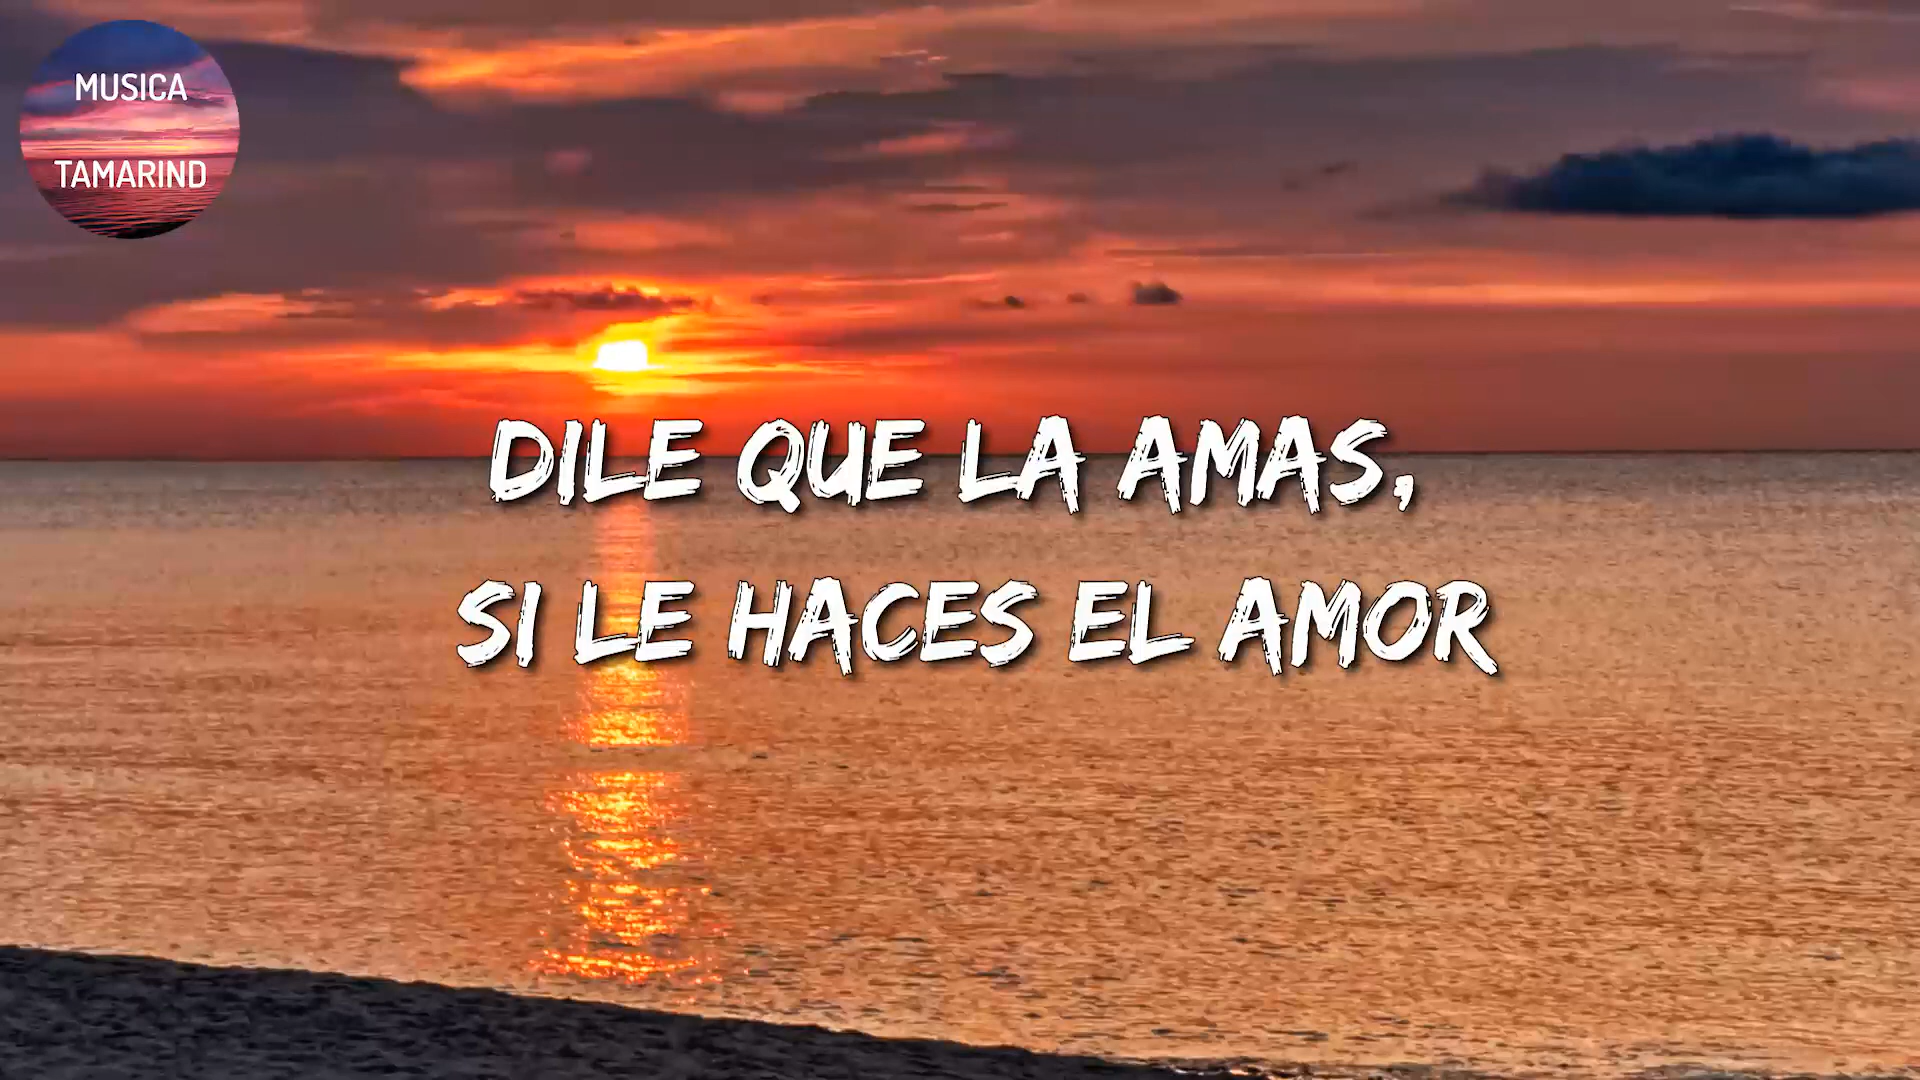 MUSICA
TAMARIND
DILE QUE LA AMAS,
SI LE HACES EL AMOR